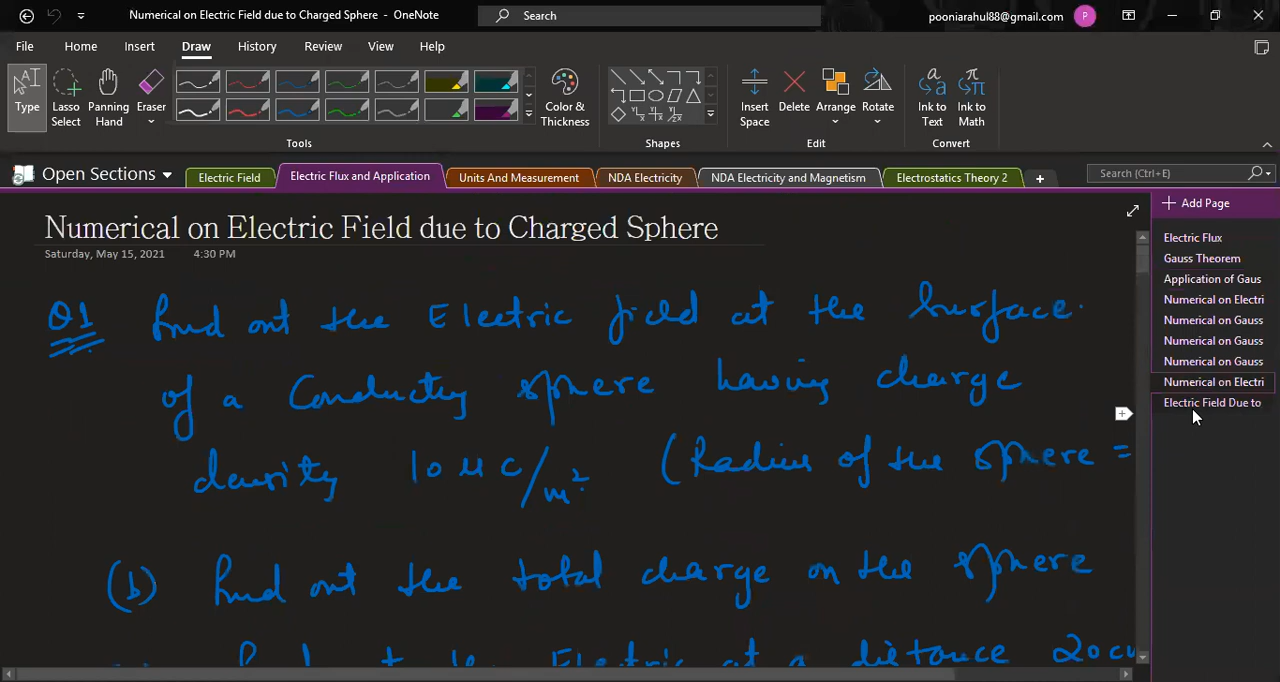 Numerical on Electric Field due to Charged Sphere - OneNote
Search
pooniarahul88@gmail.com
P
File Home Insert Draw History Review View Help
Type
Lasso Select
Panning Hand
Eraser
Color & Thickness
Insert Space
Delete
Arrange
Rotate
Ink to Text
Ink to Math
Tools
Shapes
Edit
Convert
Open Sections
Electric Field
Electric Flux and Application
Units And Measurement
NDA Electricity
NDA Electricity and Magnetism
Electrostatics Theory 2
Search (Ctrl+E)
Numerical on Electric Field due to Charged Sphere
Saturday, May 15, 2021 4:30 PM
Q1 find out the Electric field at the Surface.
of a Conducting sphere having charge
density 10 μC/m² (Radius of the sphere =
(b) find out the total charge on the sphere
Electric at a distance 20
Add Page
Electric Flux
Gauss Theorem
Application of Gaus
Numerical on Electri
Numerical on Gauss
Numerical on Gauss
Numerical on Gauss
Numerical on Electri
Electric Field Due to